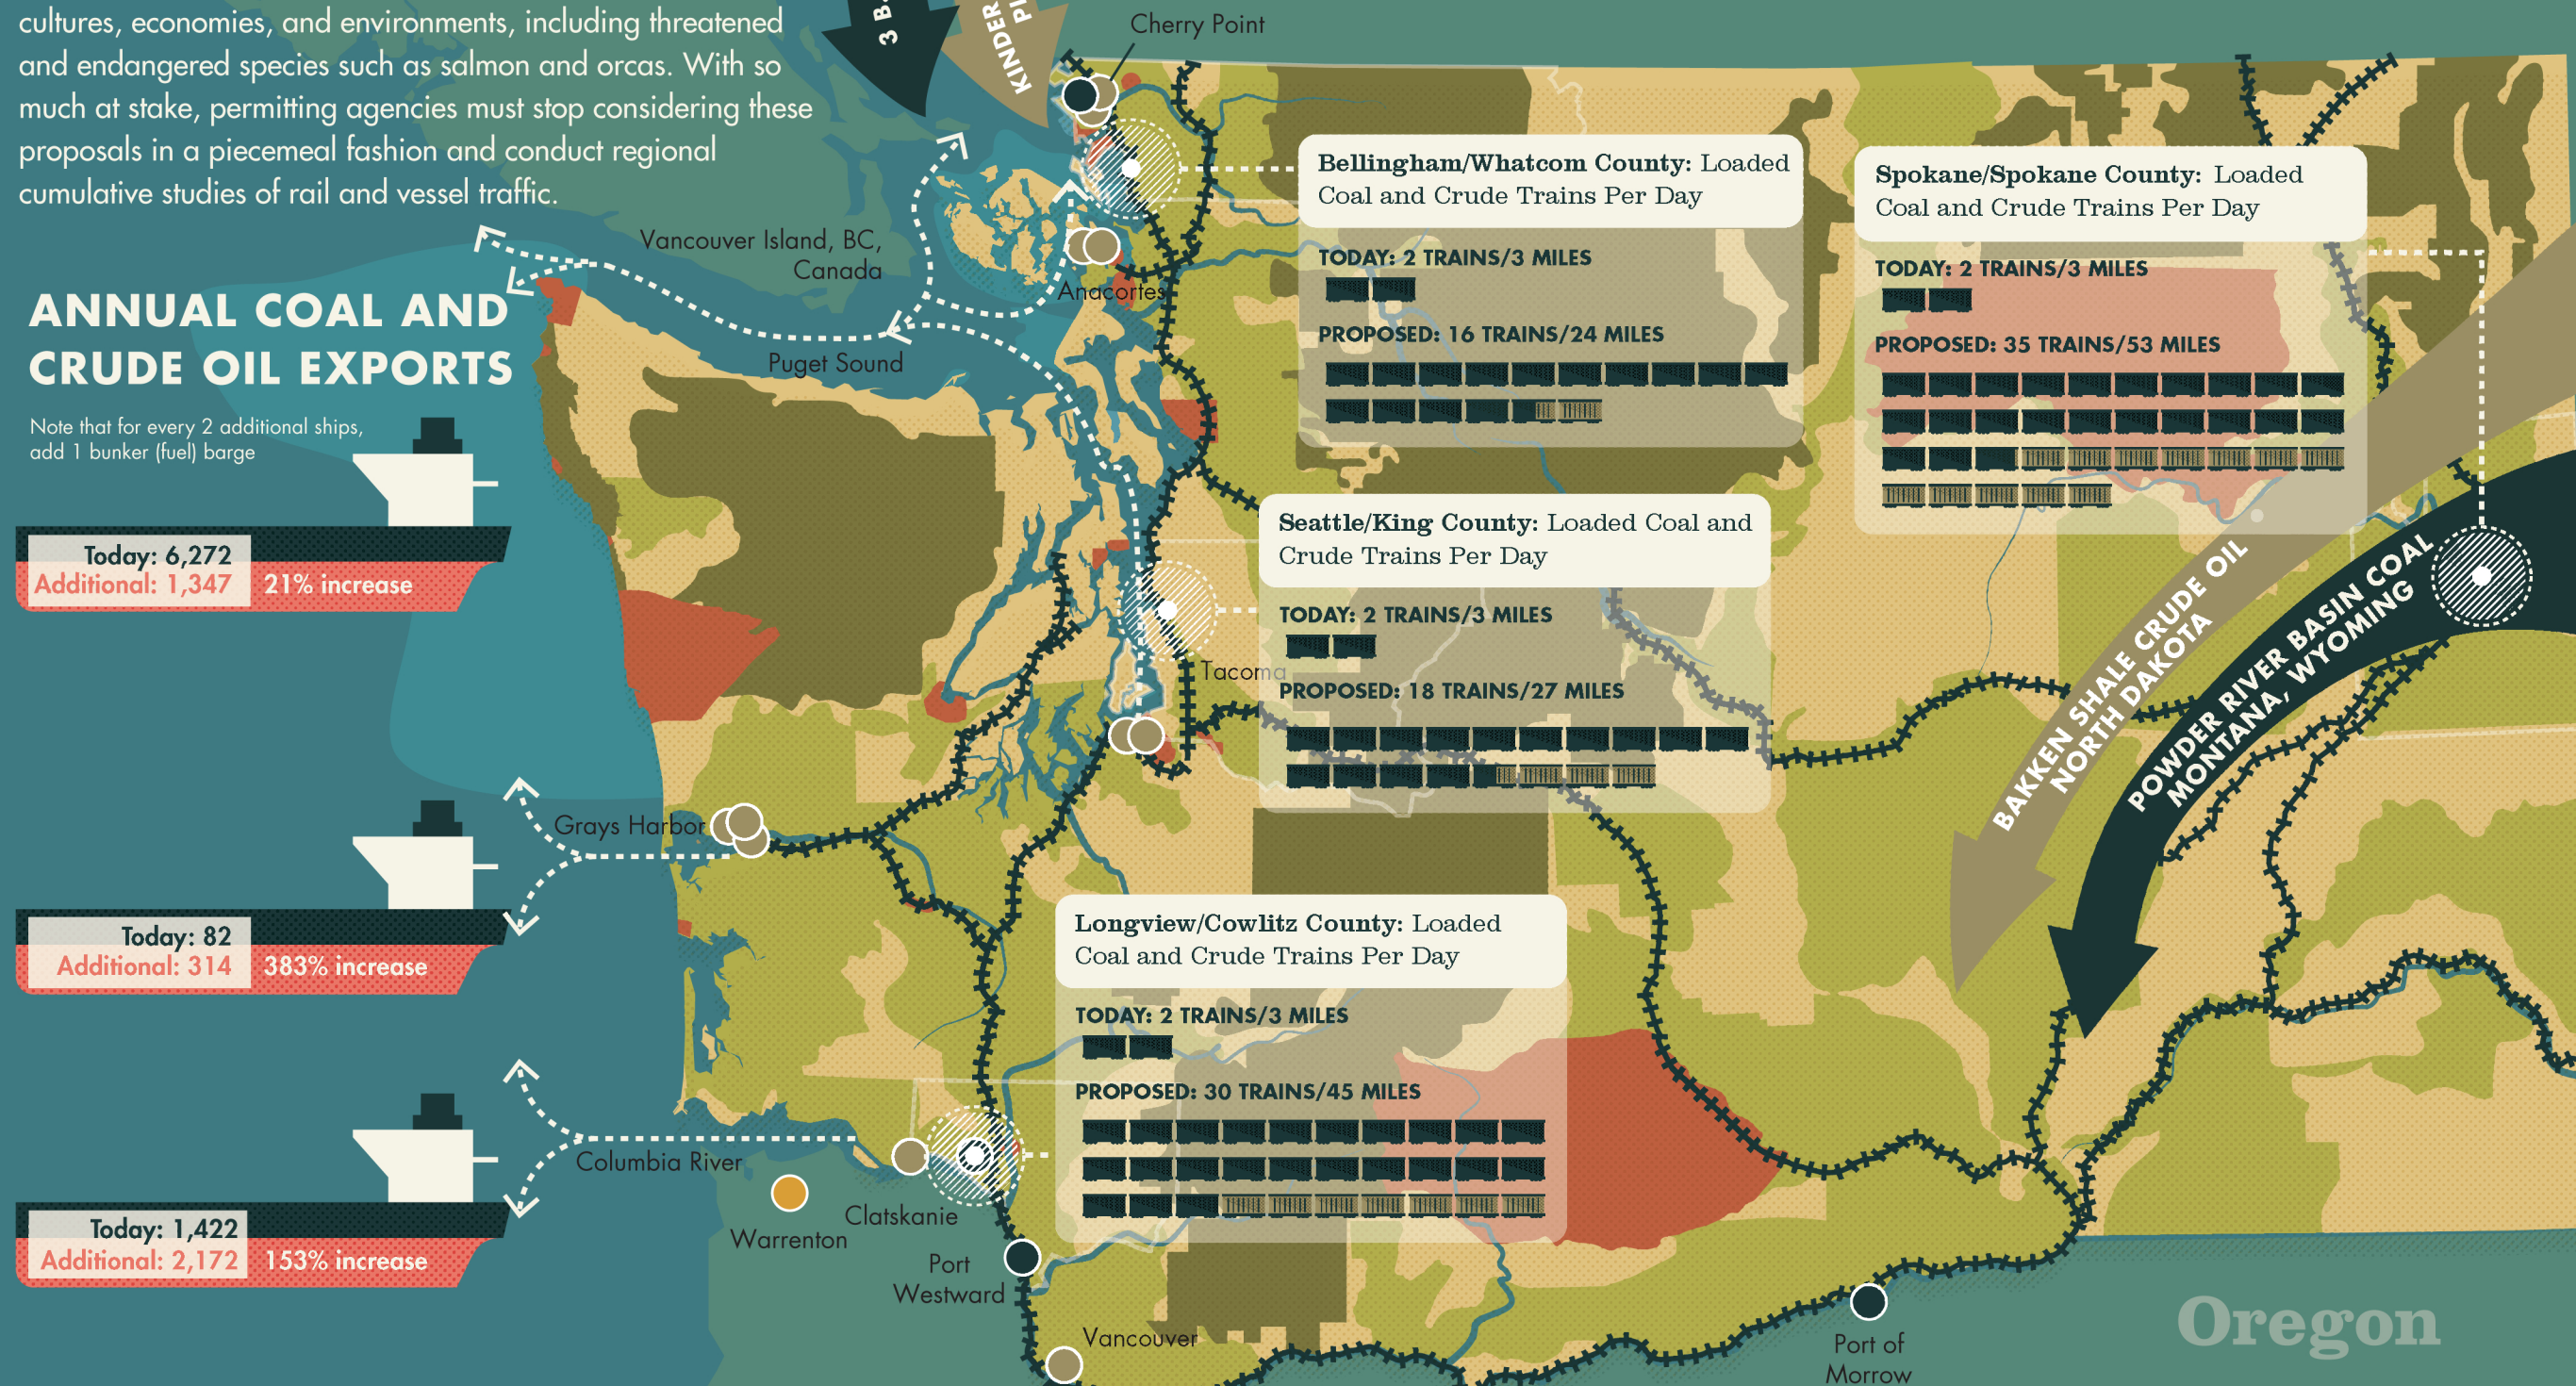 cultures, economies, and environments, including threatened
and endangered species such as salmon and orcas. With so
much at stake, permitting agencies must stop considering these
proposals in a piecemeal fashion and conduct regional
cumulative studies of rail and vessel traffic.
3 B
KINDER
Cherry Point
Vancouver Island, BC,
Canada
Anacortes
Puget Sound
ANNUAL COAL AND
CRUDE OIL EXPORTS
Note that for every 2 additional ships,
add 1 bunker (fuel) barge
Today: 6,272
Additional: 1,347
21% increase
Grays Harbor
Today: 82
Additional: 314
383% increase
Columbia River
Today: 1,422
Additional: 2,172
153% increase
Bellingham/Whatcom County: Loaded
Coal and Crude Trains Per Day
TODAY: 2 TRAINS/3 MILES
PROPOSED: 16 TRAINS/24 MILES
Spokane/Spokane County: Loaded
Coal and Crude Trains Per Day
TODAY: 2 TRAINS/3 MILES
PROPOSED: 35 TRAINS/53 MILES
Seattle/King County: Loaded Coal and
Crude Trains Per Day
TODAY: 2 TRAINS/3 MILES
Tacoma
PROPOSED: 18 TRAINS/27 MILES
BAKKEN SHALE CRUDE OIL
NORTH DAKOTA
POWDER RIVER BASIN COAL
MONTANA, WYOMING
Longview/Cowlitz County: Loaded
Coal and Crude Trains Per Day
TODAY: 2 TRAINS/3 MILES
PROPOSED: 30 TRAINS/45 MILES
Warrenton
Clatskanie
Port
Westward
Vancouver
Port of
Morrow
Oregon